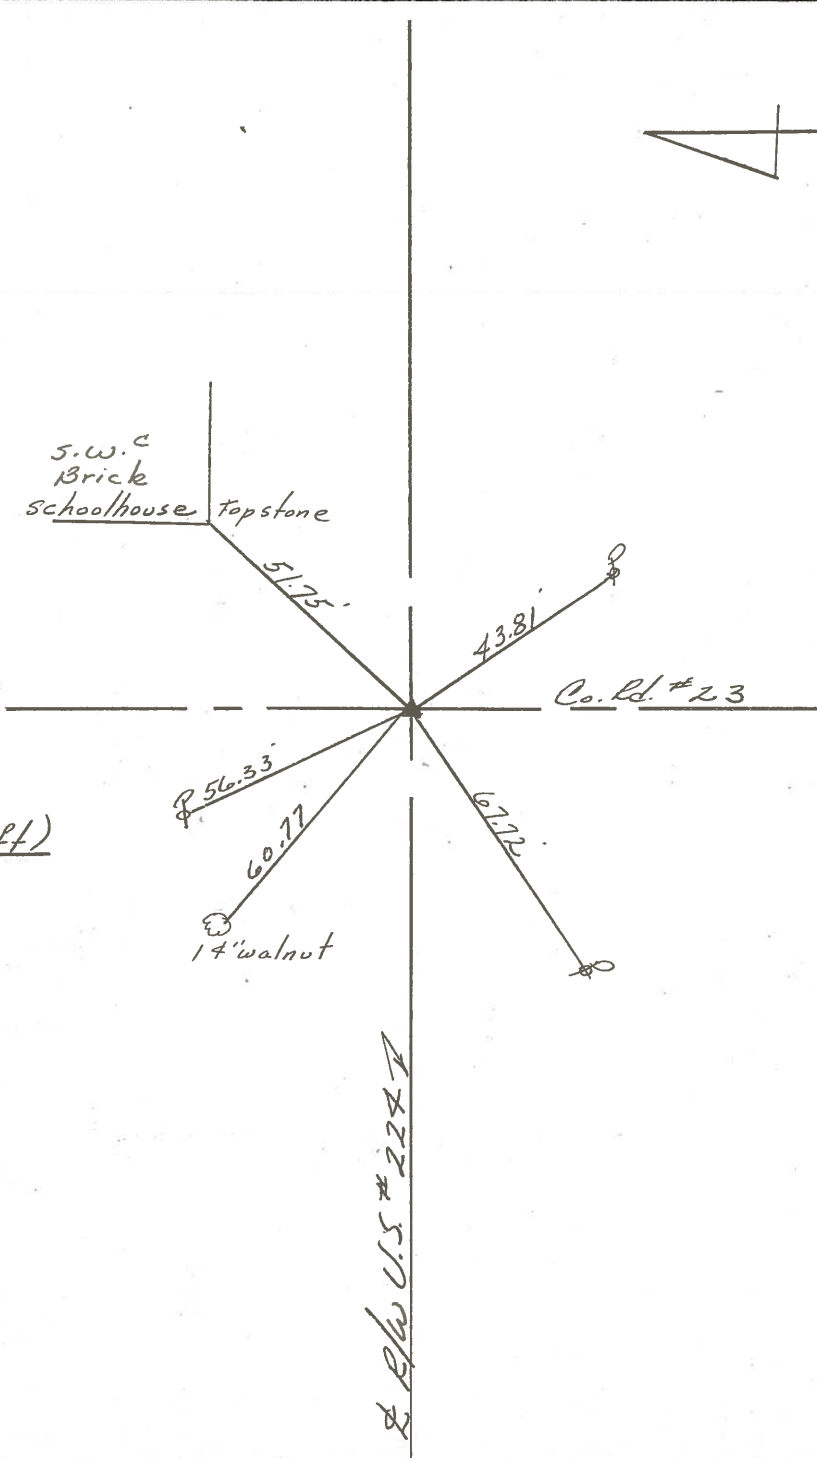 S.W.C
Brick
schoolhouse Topstone
51.75'
43.81'
Co. Rd. #23
56.33'
60.77
67.72
14" walnut
℄ R/W U.S. #224